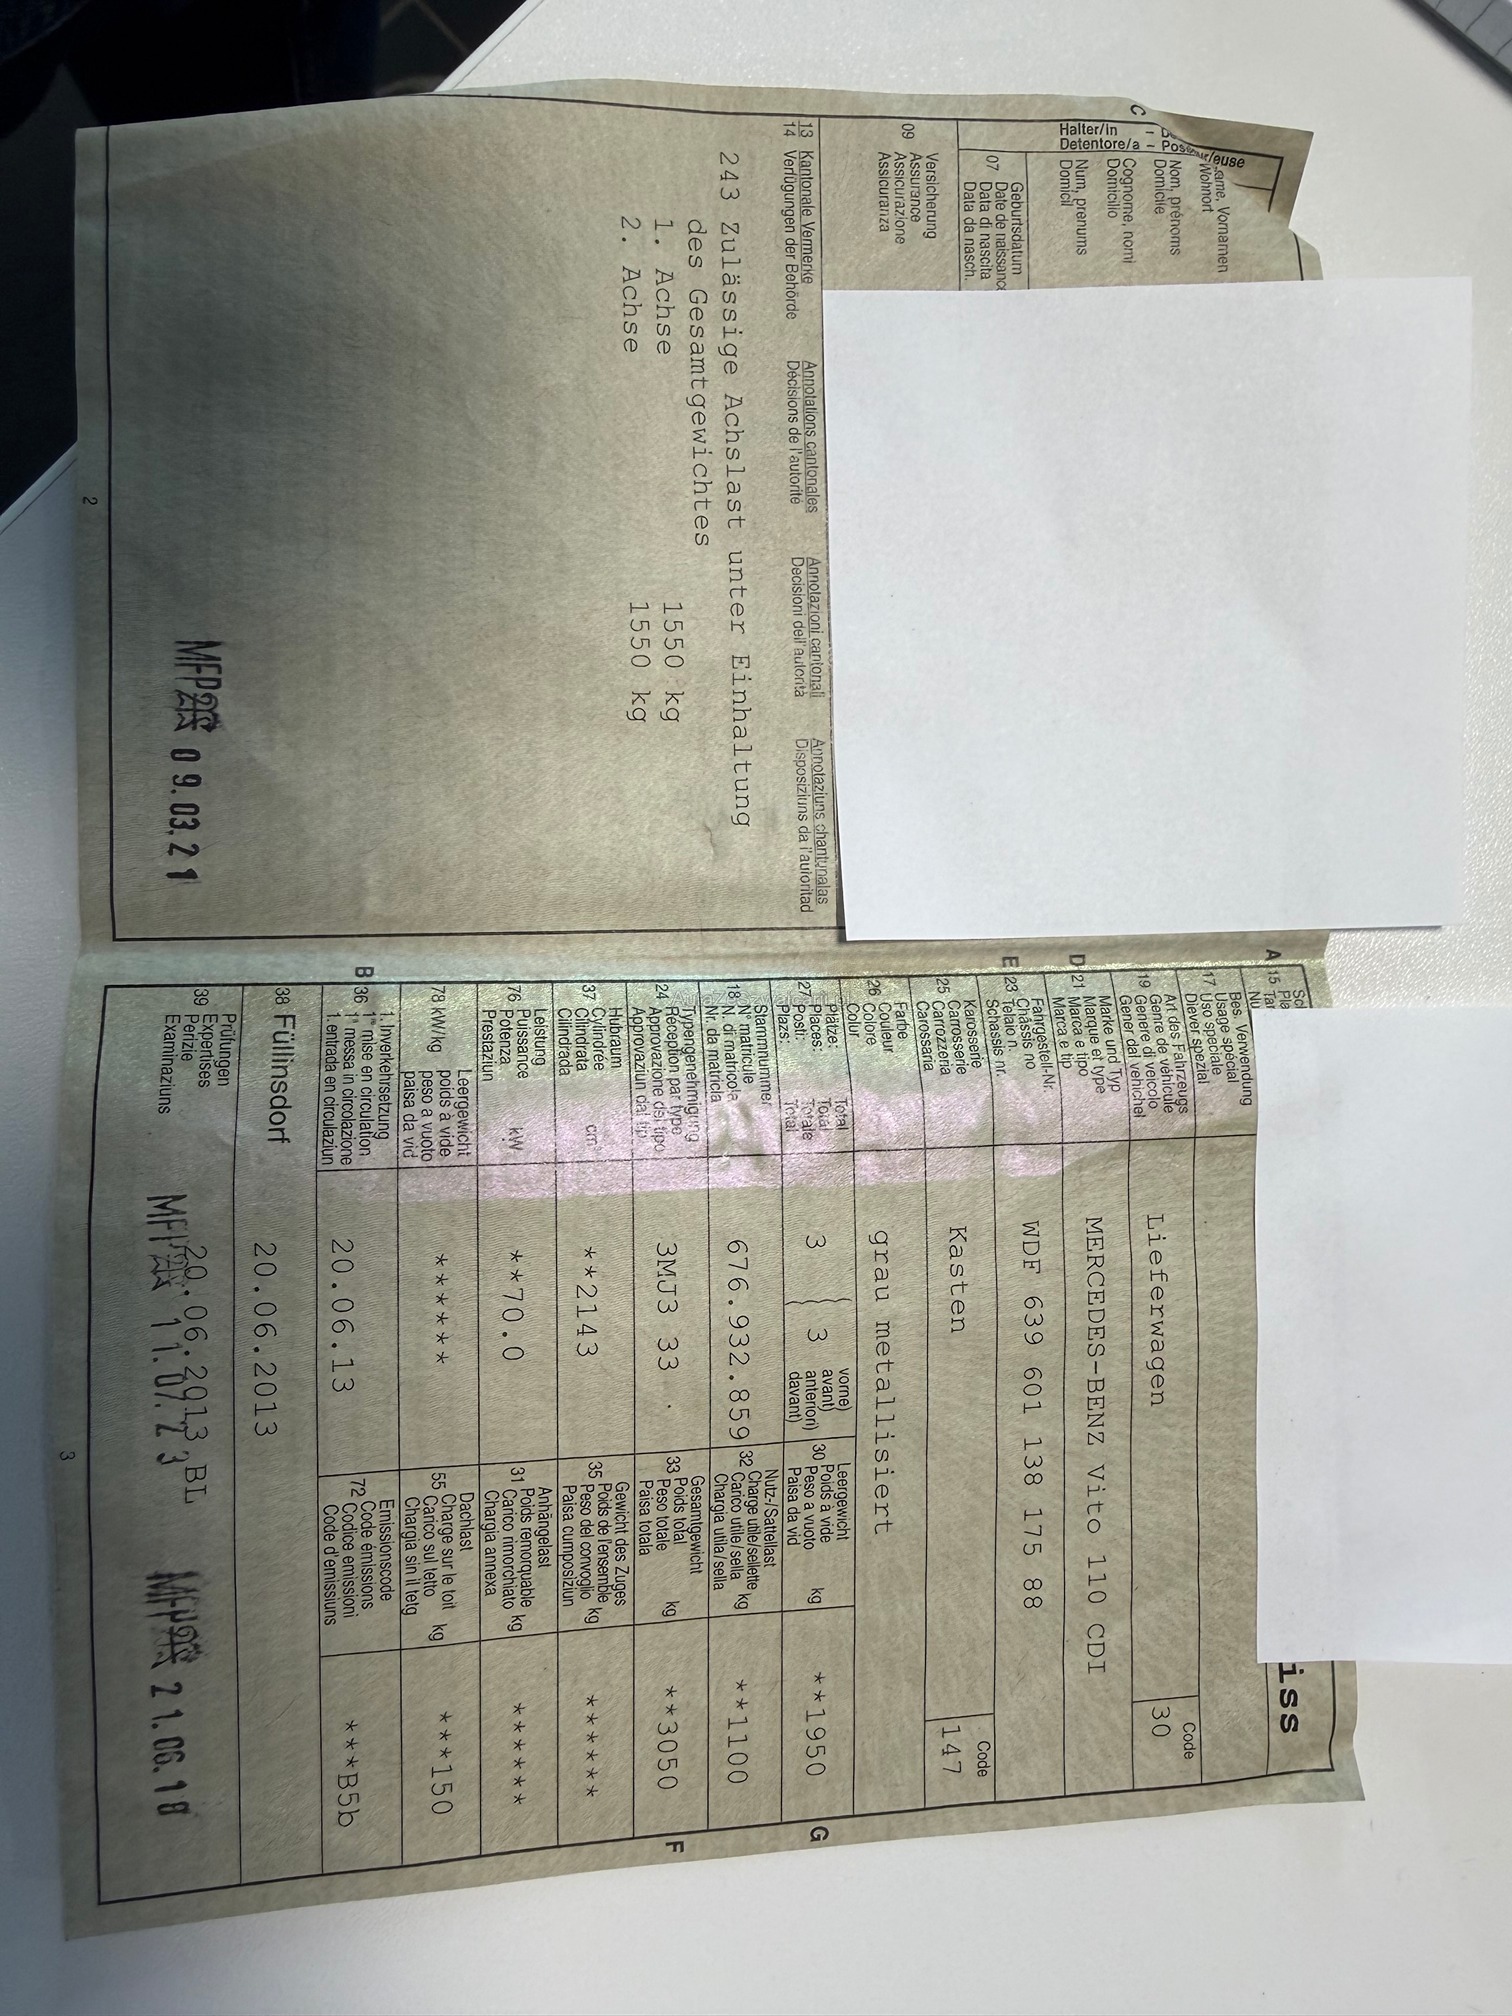 C
Halter/in
Detentore/a
Wohnort
Nom, prénoms
Domicile
Cognome, nomi
Domicilio
Num, prenums
Domicil
07 Geburtsdatum
Date de naissance
Data di nascita
Data da nasch.
09 Versicherung
Assurance
Assicurazione
Assicuranza
13 Kantonale Vermerke Annotations cantonales Annotazioni cantonali Annotaziuns chantunalas
14 Verfügungen der Behörde Décisions de l'autorité Decisioni dell'autorità Disposiziuns da l'autoritad
243 Zulässige Achslast unter Einhaltung
des Gesamtgewichtes
1. Achse 1550 kg
2. Achse 1550 kg
09.03.21
2
iss
A 15
17 Bes. Verwendung
Usage spécial
Uso speciale
Diever spezial
19 Art des Fahrzeugs
Genre de véhicule
Genere di veicolo
Gener dal vehichel
Lieferwagen
Code
30
D 21 Marke und Typ
Marque et type
Marca e tipo
Marca e tip
MERCEDES-BENZ Vito 110 CDI
E 23 Fahrgestell-Nr.
Châssis no
Telaio n.
Schassis nr.
WDF 639 601 138 175 88
25 Karosserie
Carrosserie
Carrozzeria
Carossaria
Kasten
Code
147
26 Farbe
Couleur
Colore
Colur
grau metallisiert
27 Plätze: Total
Places: Total
Posti: Totale
Plazs: Total
3 { 3 vorne)
avant)
anteriori)
davant)
30 Leergewicht
Poids à vide
Peso a vuoto kg
Paisa da vid
**1950
G
18 Stammnummer
N° matricule
N. di matricola
Nr. da matricla
676.932.859
32 Nutz-/Sattellast
Charge utile/sellette kg
Carico utile/sella
Chargia utila/sella
**1100
24 Typengenehmigung
Réception par type
Approvazione del tipo
Approvaziun dal tip
3MJ3 33
33 Gesamtgewicht
Poids total
Peso totale kg
Paisa totala
**3050
F
37 Hubraum
Cylindrée
Cilindrata cm³
Cilindrada
**2143
35 Gewicht des Zuges
Poids de l'ensemble
Peso del convoglio kg
Paisa cumposiziun
******
76 Leistung
Puissance
Potenza kW
Prestaziun
**70.0
31 Anhängelast
Poids remorquable
Carico rimorchiato kg
Chargia annexa
******
78 kW/kg Leergewicht
poids à vide
peso a vuoto
paisa da vid
******
55 Dachlast
Charge sur le toit
Carico sul tetto kg
Chargia sin il tetg
***150
B 36 1. Inverkehrsetzung
1re mise en circulation
1a messa in circolazione
1. entrada en circulaziun
20.06.13
72 Emissionscode
Code émissions
Codice emissioni
Code d'emissiuns
***B5b
38 Füllinsdorf 20.06.2013
39 Prüfungen
Expertises
Perizie
Examinaziuns
20.06.2013 BL
11.07.23
21.06.18
3